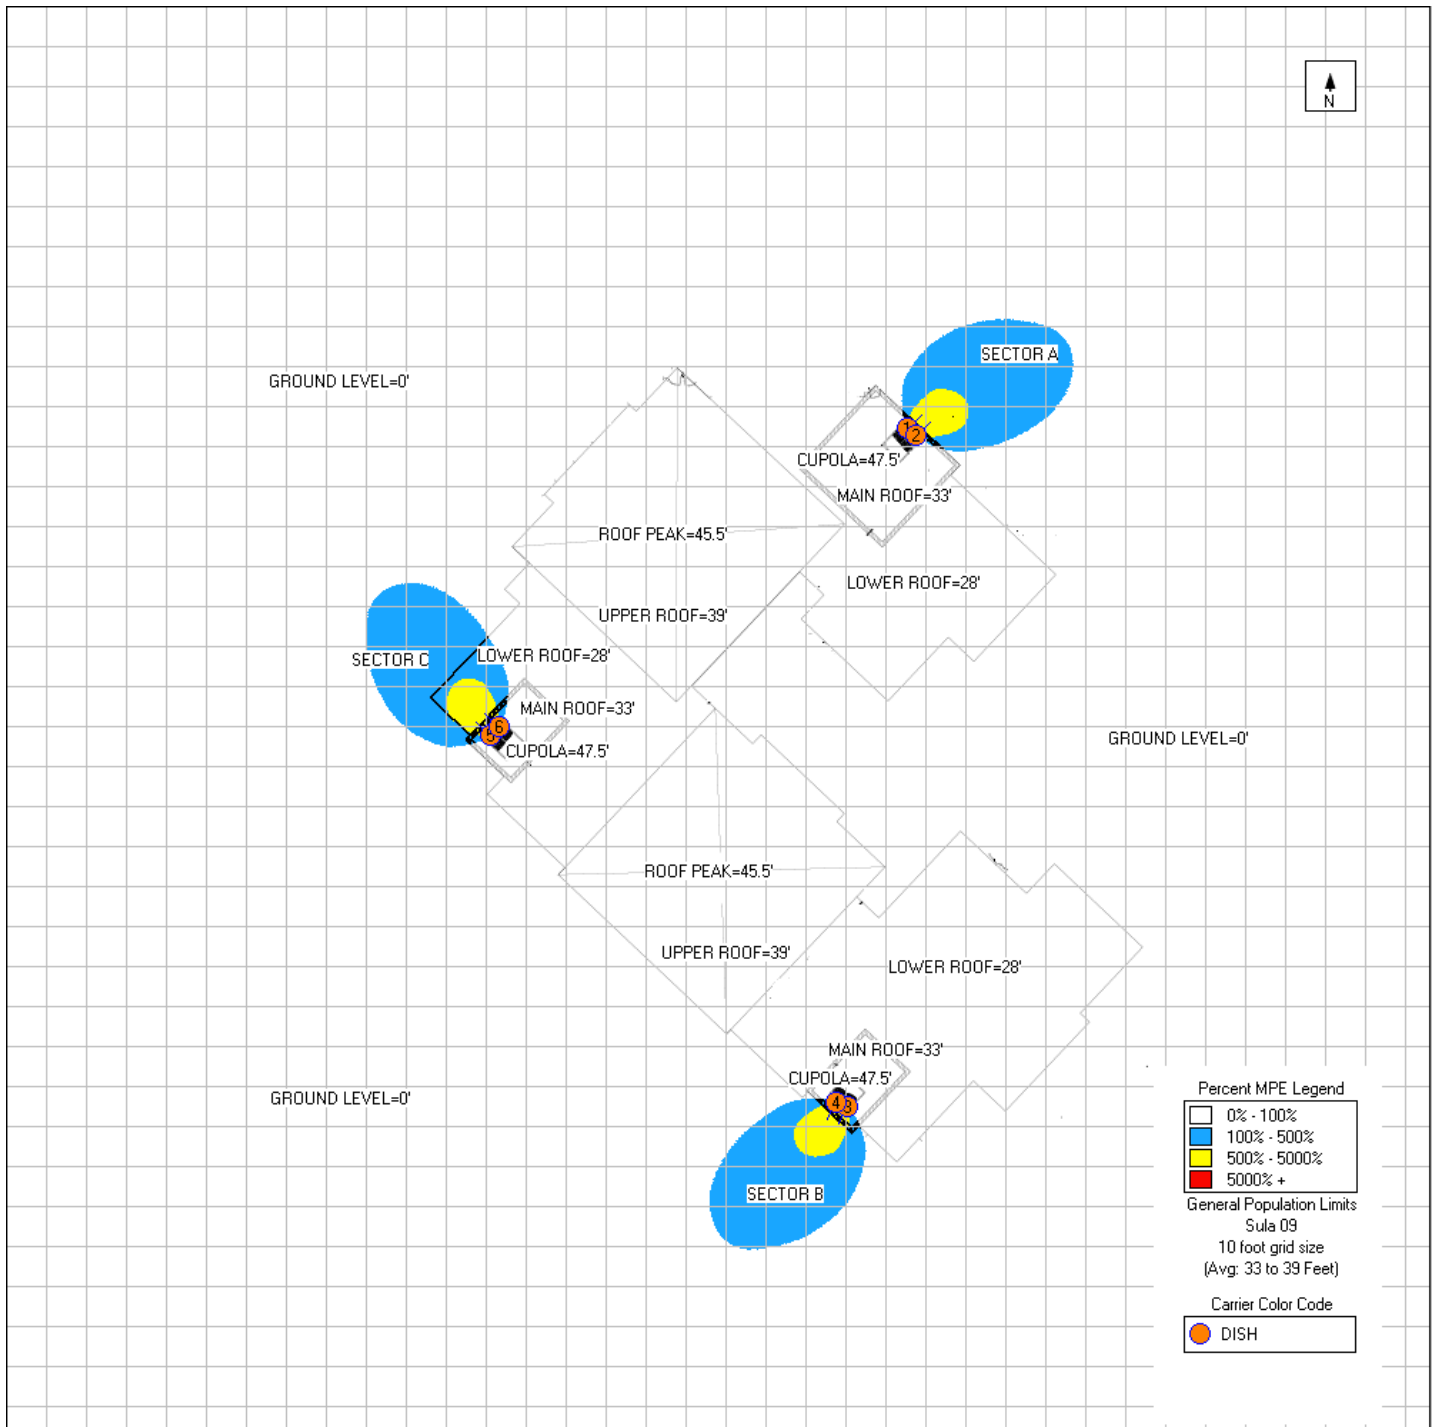 N
SECTOR A
GROUND LEVEL=0'
1
2
CUPOLA=47.5'
MAIN ROOF=33'
ROOF PEAK=45.5'
LOWER ROOF=28'
UPPER ROOF=39'
SECTOR C
LOWER ROOF=28'
MAIN ROOF=33'
6
5
CUPOLA=47.5'
GROUND LEVEL=0'
ROOF PEAK=45.5'
UPPER ROOF=39'
LOWER ROOF=28'
MAIN ROOF=33'
CUPOLA=47.5'
4
3
GROUND LEVEL=0'
SECTOR B
Percent MPE Legend
0% - 100%
100% - 500%
500% - 5000%
5000% +
General Population Limits
Sula 09
10 foot grid size
(Avg: 33 to 39 Feet)
Carrier Color Code
DISH